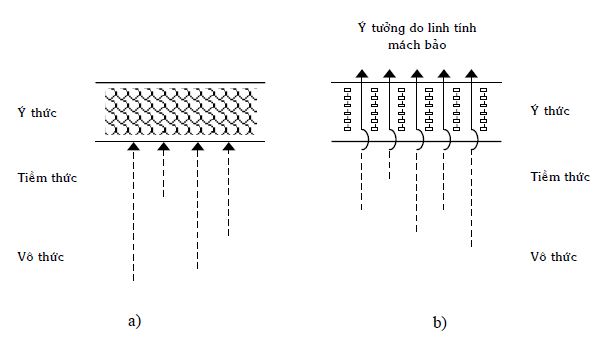 Ý tưởng do linh tính
mách bảo
Ý thức
Ý thức
Tiềm thức
Tiềm thức
Vô thức
Vô thức
a)
b)